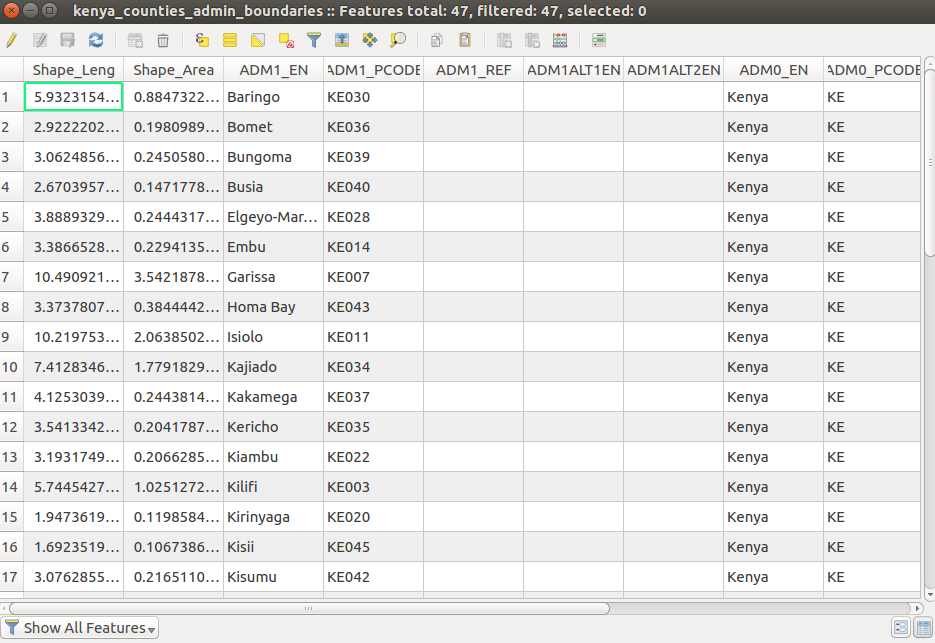 kenya_counties_admin_boundaries :: Features total: 47, filtered: 47, selected: 0
Shape_Leng Shape_Area ADM1_EN ADM1_PCODE ADM1_REF ADM1ALT1EN ADM1ALT2EN ADM0_EN ADM0_PCODE
1 5.9323154... 0.8847322... Baringo KE030 Kenya KE
2 2.9222202... 0.1980989... Bomet KE036 Kenya KE
3 3.0624856... 0.2450580... Bungoma KE039 Kenya KE
4 2.6703957... 0.1471778... Busia KE040 Kenya KE
5 3.8889329... 0.2444317... Elgeyo-Mar... KE028 Kenya KE
6 3.3866528... 0.2294135... Embu KE014 Kenya KE
7 10.490921... 3.5421878... Garissa KE007 Kenya KE
8 3.3737807... 0.3844442... Homa Bay KE043 Kenya KE
9 10.219753... 2.0638502... Isiolo KE011 Kenya KE
10 7.4128346... 1.7791829... Kajiado KE034 Kenya KE
11 4.1253039... 0.2443814... Kakamega KE037 Kenya KE
12 3.5413342... 0.2041787... Kericho KE035 Kenya KE
13 3.1931749... 0.2066285... Kiambu KE022 Kenya KE
14 5.7445427... 1.0251272... Kilifi KE003 Kenya KE
15 1.9473619... 0.1198584... Kirinyaga KE020 Kenya KE
16 1.6923519... 0.1067386... Kisii KE045 Kenya KE
17 3.0762855... 0.2165110... Kisumu KE042 Kenya KE
Show All Features